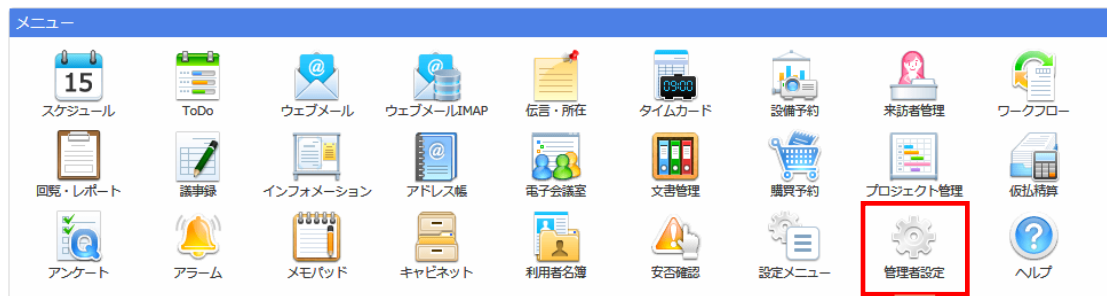 メニュー
15
スケジュール
ToDo
@
ウェブメール
@
ウェブメールIMAP
伝言・所在
09:00
タイムカード
設備予約
来訪者管理
ワークフロー
回覧・レポート
議事録
インフォメーション
@
アドレス帳
電子会議室
文書管理
購買予約
プロジェクト管理
仮払精算
Q
アンケート
アラーム
メモパッド
キャビネット
利用者名簿
!
安否確認
設定メニュー
管理者設定
?
ヘルプ